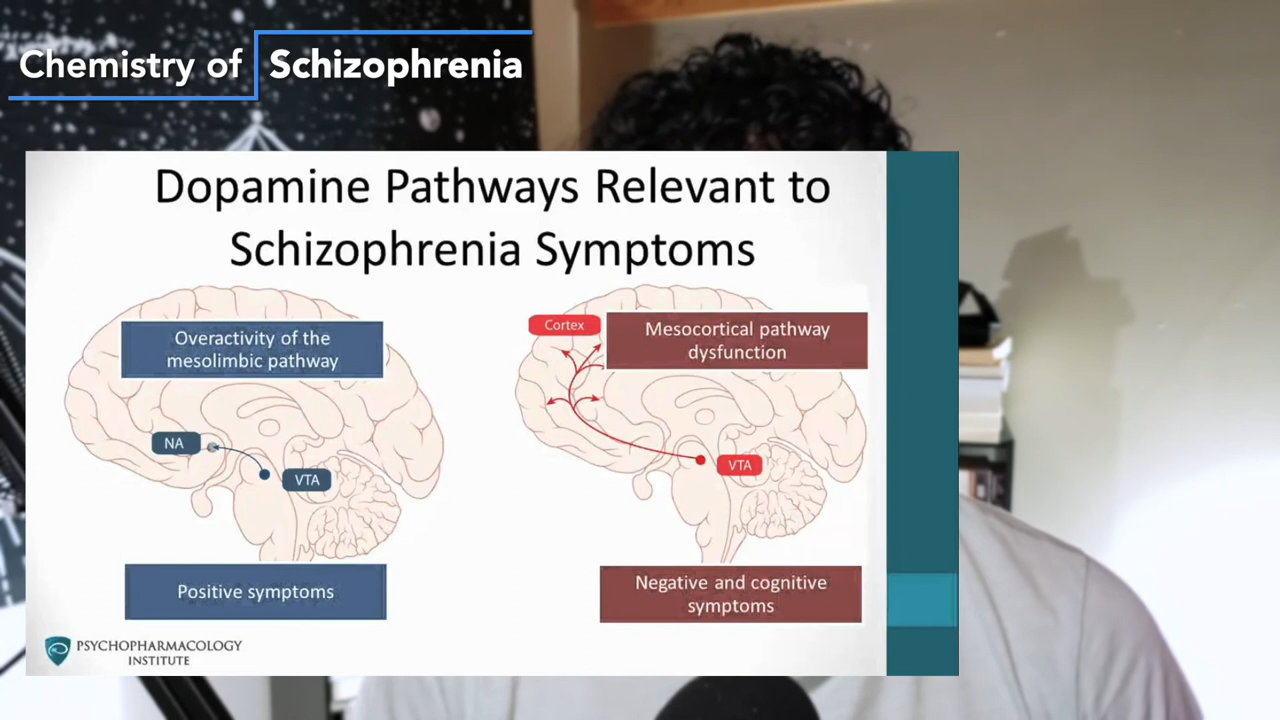 Chemistry of Schizophrenia
Dopamine Pathways Relevant to
Schizophrenia Symptoms
Overactivity of the
mesolimbic pathway
NA
VTA
Positive symptoms
Cortex
Mesocortical pathway
dysfunction
VTA
Negative and cognitive
symptoms
PSYCHOPHARMACOLOGY
INSTITUTE